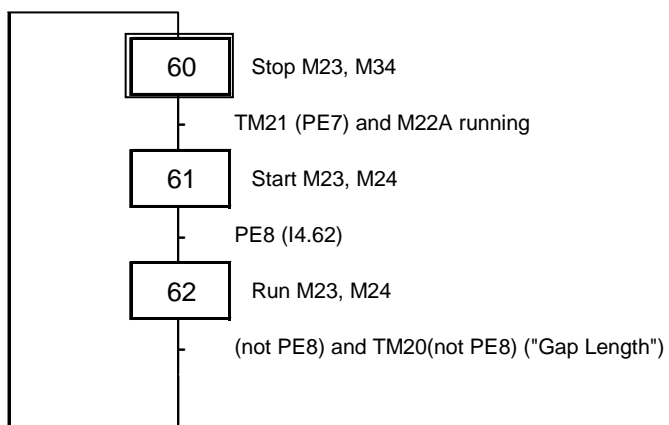 60 Stop M23, M34
TM21 (PE7) and M22A running
61 Start M23, M24
PE8 (I4.62)
62 Run M23, M24
(not PE8) and TM20(not PE8) ("Gap Length")